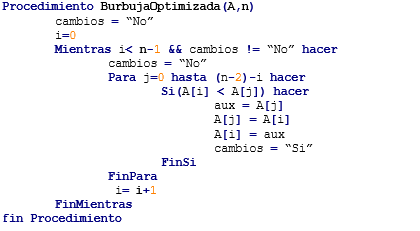 Procedimiento BurbujaOptimizada(A,n)
cambios = “No”
i=0
Mientras i< n-1 && cambios != “No” hacer
cambios = “No”
Para j=0 hasta (n-2)-i hacer
Si(A[i] < A[j]) hacer
aux = A[j]
A[j] = A[i]
A[i] = aux
cambios = “Si”
FinSi
FinPara
i= i+1
FinMientras
fin Procedimiento